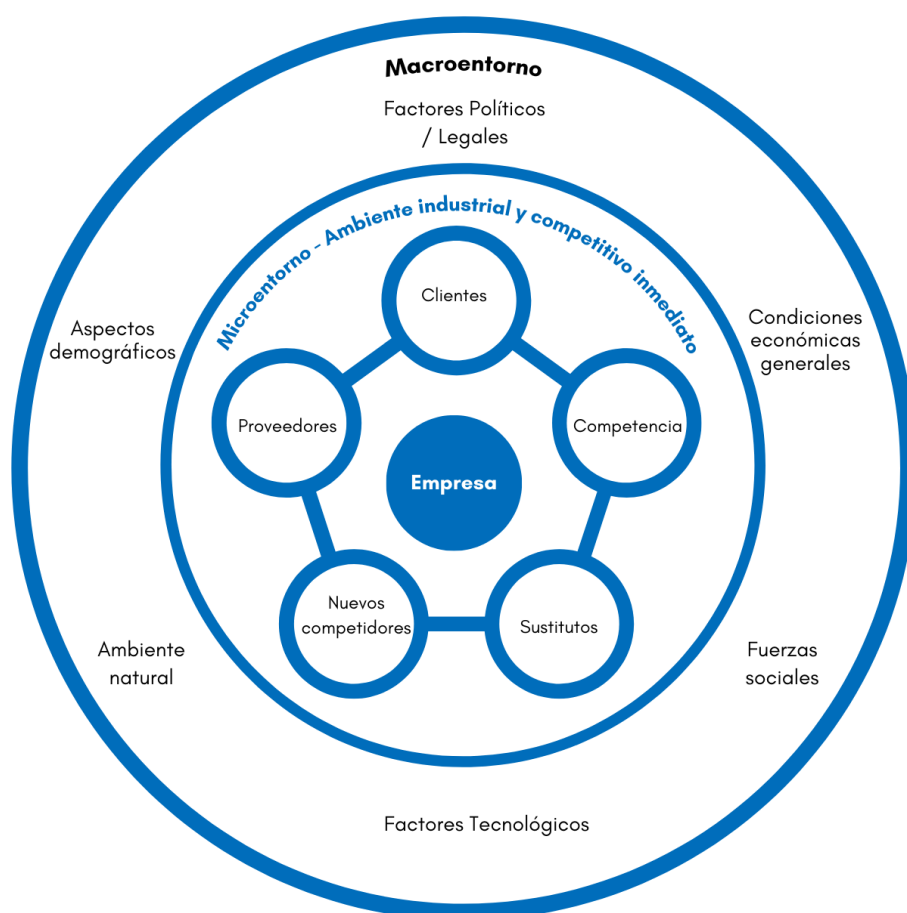 Macroentorno
Factores Políticos
/ Legales
Microentorno - Ambiente industrial y competitivo inmediato
Clientes
Aspectos
demográficos
Condiciones
económicas
generales
Proveedores
Competencia
Empresa
Nuevos
competidores
Sustitutos
Ambiente
natural
Fuerzas
sociales
Factores Tecnológicos